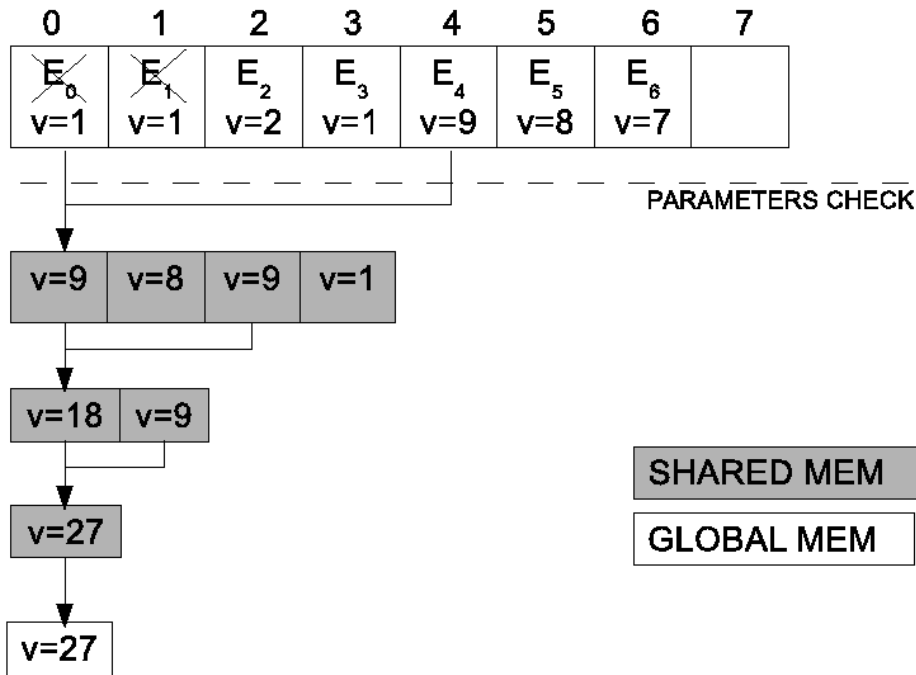 0 1 2 3 4 5 6 7
E₀ E₁ E₂ E₃ E₄ E₅ E₆
v=1 v=1 v=2 v=1 v=9 v=8 v=7
PARAMETERS CHECK
v=9 v=8 v=9 v=1
v=18 v=9
SHARED MEM
v=27
GLOBAL MEM
v=27